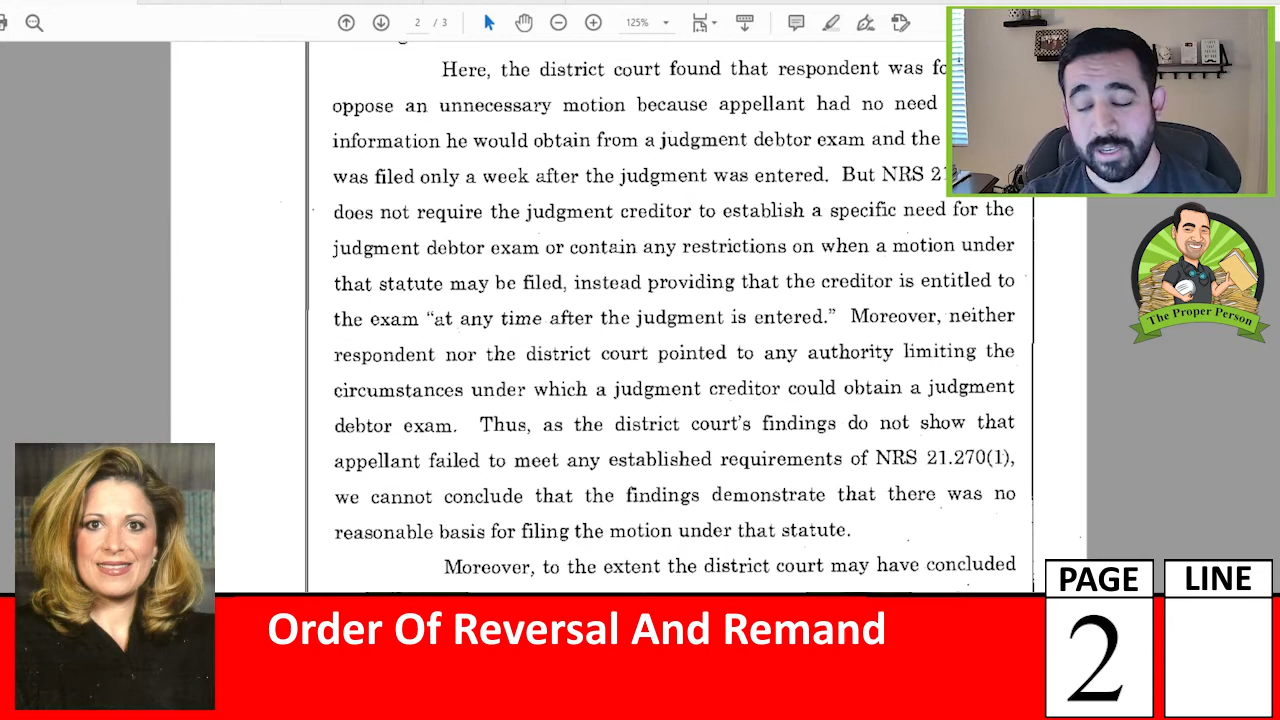 2 / 3
125%
Here, the district court found that respondent was
oppose an unnecessary motion because appellant had no need
information he would obtain from a judgment debtor exam and the
was filed only a week after the judgment was entered. But NRS
does not require the judgment creditor to establish a specific need for the
judgment debtor exam or contain any restrictions on when a motion under
that statute may be filed, instead providing that the creditor is entitled to
the exam “at any time after the judgment is entered.” Moreover, neither
respondent nor the district court pointed to any authority limiting the
circumstances under which a judgment creditor could obtain a judgment
debtor exam. Thus, as the district court’s findings do not show that
appellant failed to meet any established requirements of NRS 21.270(1),
we cannot conclude that the findings demonstrate that there was no
reasonable basis for filing the motion under that statute.
Moreover, to the extent the district court may have concluded
The Proper Person
PAGE
LINE
2
Order Of Reversal And Remand